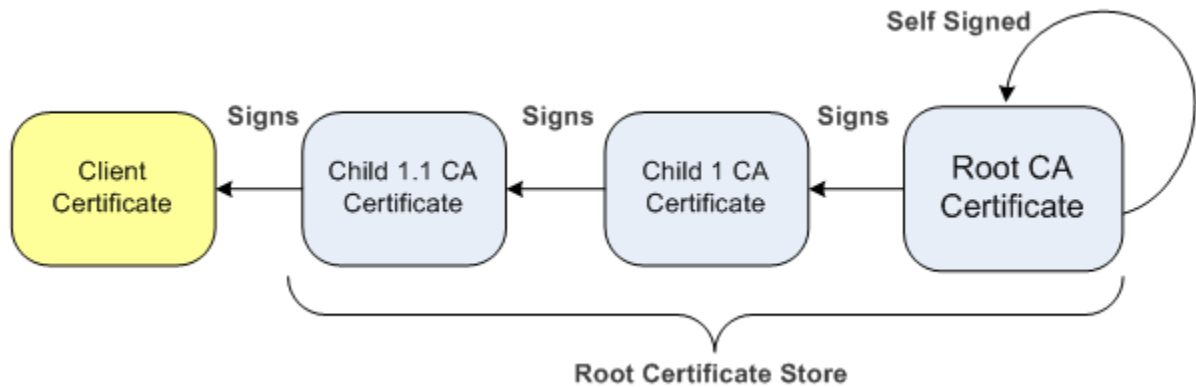 Self Signed
Signs
Signs
Signs
Client
Certificate
Child 1.1 CA
Certificate
Child 1 CA
Certificate
Root CA
Certificate
Root Certificate Store